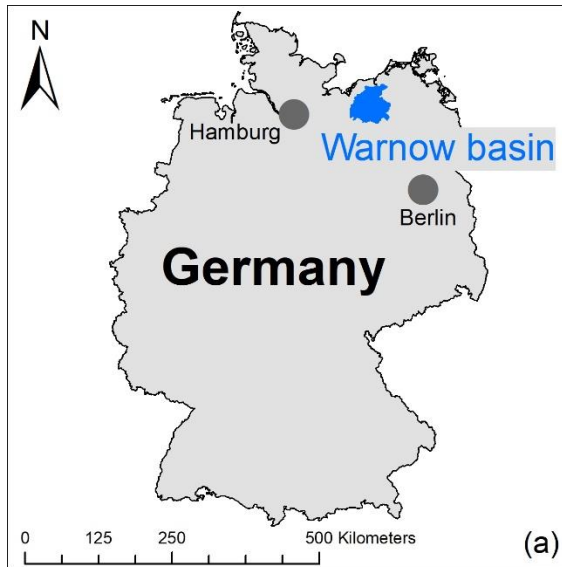 N
Hamburg
Warnow basin
Berlin
Germany
0 125 250 500 Kilometers
(a)